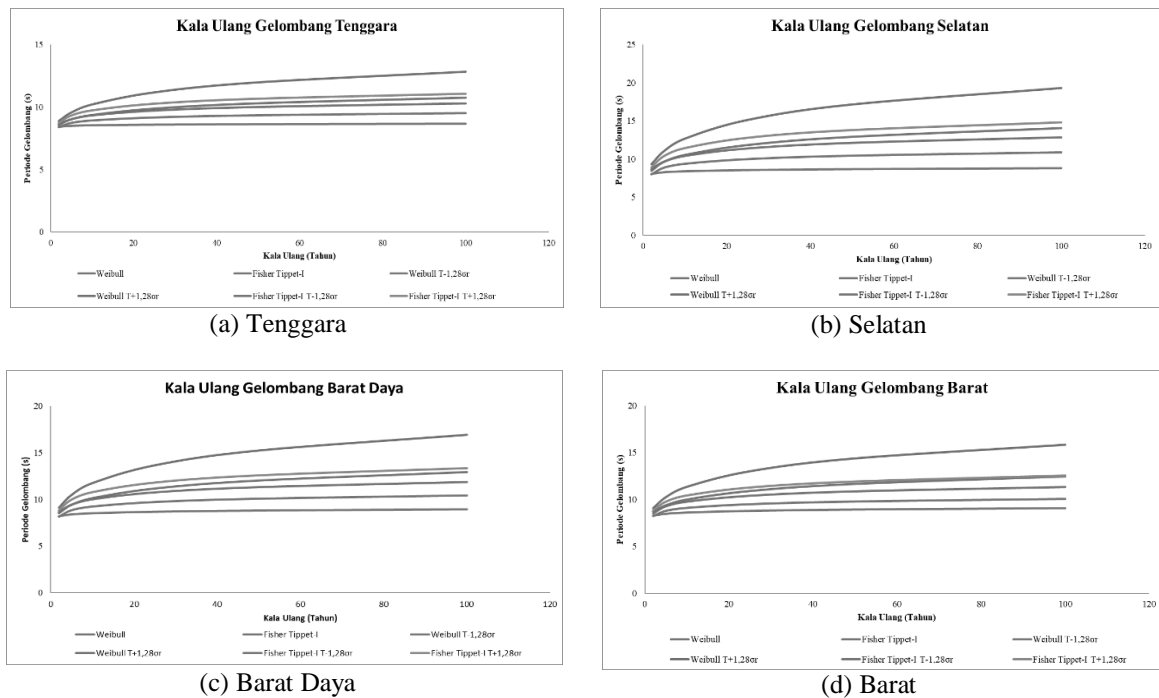 Kala Ulang Gelombang Tenggara
Periode Gelombang (s)
15
10
5
0
0 20 40 60 80 100 120
Kala Ulang (Tahun)
Weibull Fisher Tippet-I Weibull T-1,28σr
Weibull T+1,28σr Fisher Tippet-I T-1,28σr Fisher Tippet-I T+1,28σr
(a) Tenggara
Kala Ulang Gelombang Selatan
Periode Gelombang (s)
25
20
15
10
5
0
0 20 40 60 80 100 120
Kala Ulang (Tahun)
Weibull Fisher Tippet-I Weibull T-1,28σr
Weibull T+1,28σr Fisher Tippet-I T-1,28σr Fisher Tippet-I T+1,28σr
(b) Selatan
Kala Ulang Gelombang Barat Daya
Periode Gelombang (s)
20
15
10
5
0
0 20 40 60 80 100 120
Kala Ulang (Tahun)
Weibull Fisher Tippet-I Weibull T-1,28σr
Weibull T+1,28σr Fisher Tippet-I T-1,28σr Fisher Tippet-I T+1,28σr
(c) Barat Daya
Kala Ulang Gelombang Barat
Periode Gelombang (s)
20
15
10
5
0
0 20 40 60 80 100 120
Kala Ulang (Tahun)
Weibull Fisher Tippet-I Weibull T-1,28σr
Weibull T+1,28σr Fisher Tippet-I T-1,28σr Fisher Tippet-I T+1,28σr
(d) Barat